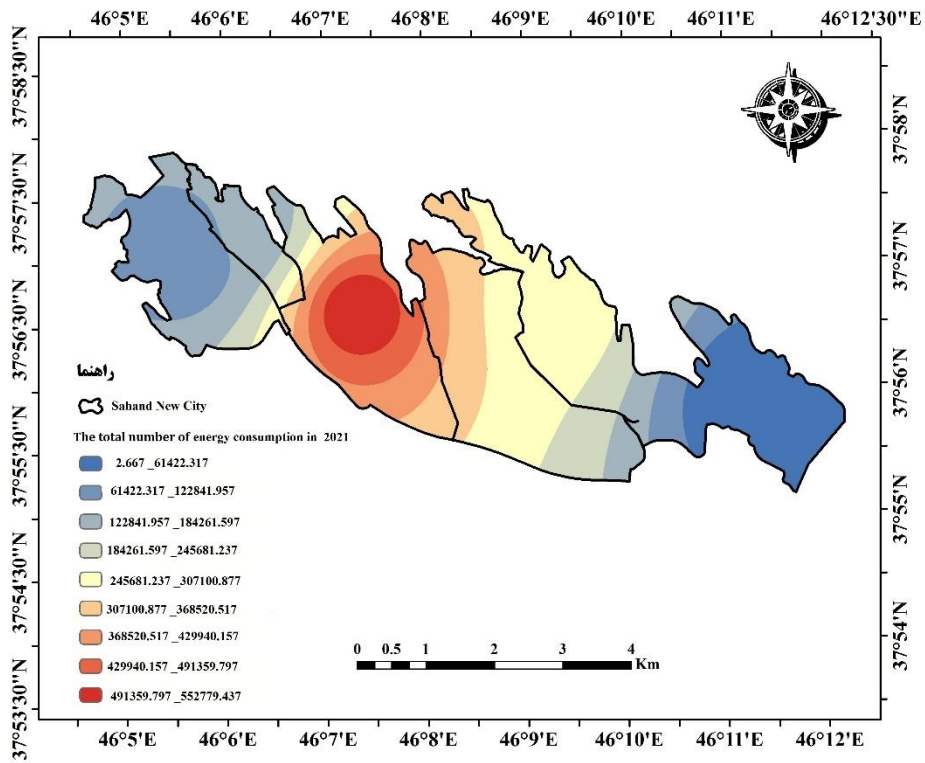 46°5'E 46°6'E 46°7'E 46°8'E 46°9'E 46°10'E 46°11'E 46°12'30"E
37°58'30"N
37°57'30"N
37°56'30"N
37°55'30"N
37°54'30"N
37°53'30"N
37°58'N
37°57'N
37°56'N
37°55'N
37°54'N
راهنما
Sahand New City
The total number of energy consumption in 2021
2.667 _61422.317
61422.317 _122841.957
122841.957 _184261.597
184261.597 _245681.237
245681.237 _307100.877
307100.877 _368520.517
368520.517 _429940.157
429940.157 _491359.797
491359.797 _552779.437
0 0.5 1 2 3 4
Km
46°5'E 46°6'E 46°7'E 46°8'E 46°9'E 46°10'E 46°11'E 46°12'E